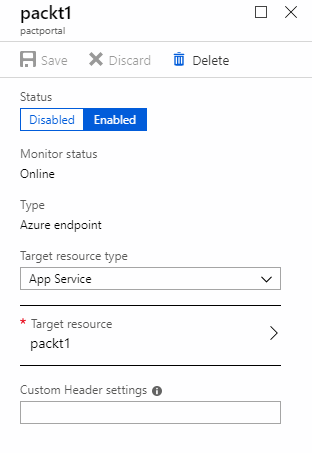 packt1
pactportal
Save Discard Delete
Status
Disabled Enabled
Monitor status
Online
Type
Azure endpoint
Target resource type
App Service
* Target resource
packt1
Custom Header settings